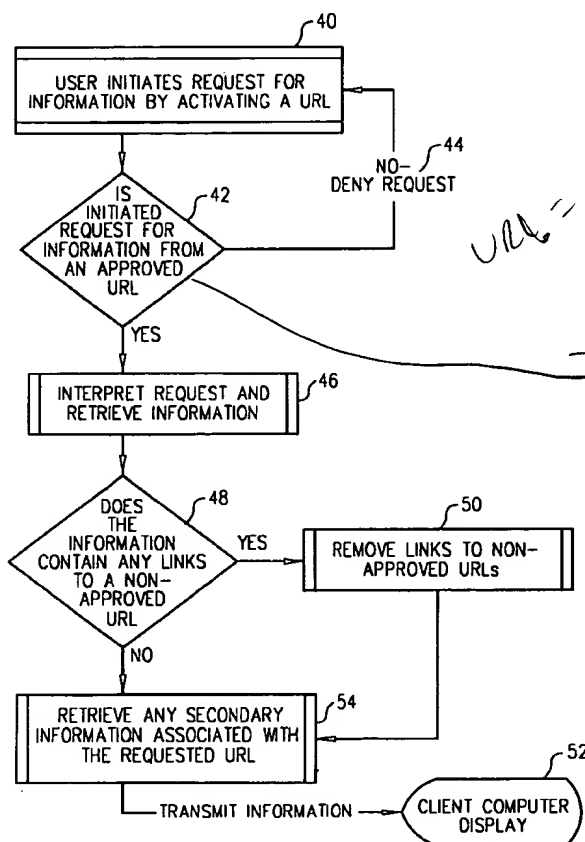 40
USER INITIATES REQUEST FOR
INFORMATION BY ACTIVATING A URL
44
NO-
DENY REQUEST
42
IS
INITIATED
REQUEST FOR
INFORMATION FROM
AN APPROVED
URL
YES
46
INTERPRET REQUEST AND
RETRIEVE INFORMATION
48
DOES
THE
INFORMATION
CONTAIN ANY LINKS
TO A NON-
APPROVED
URL
YES
50
REMOVE LINKS TO NON-
APPROVED URLs
NO
54
RETRIEVE ANY SECONDARY
INFORMATION ASSOCIATED WITH
THE REQUESTED URL
52
TRANSMIT INFORMATION
CLIENT COMPUTER
DISPLAY